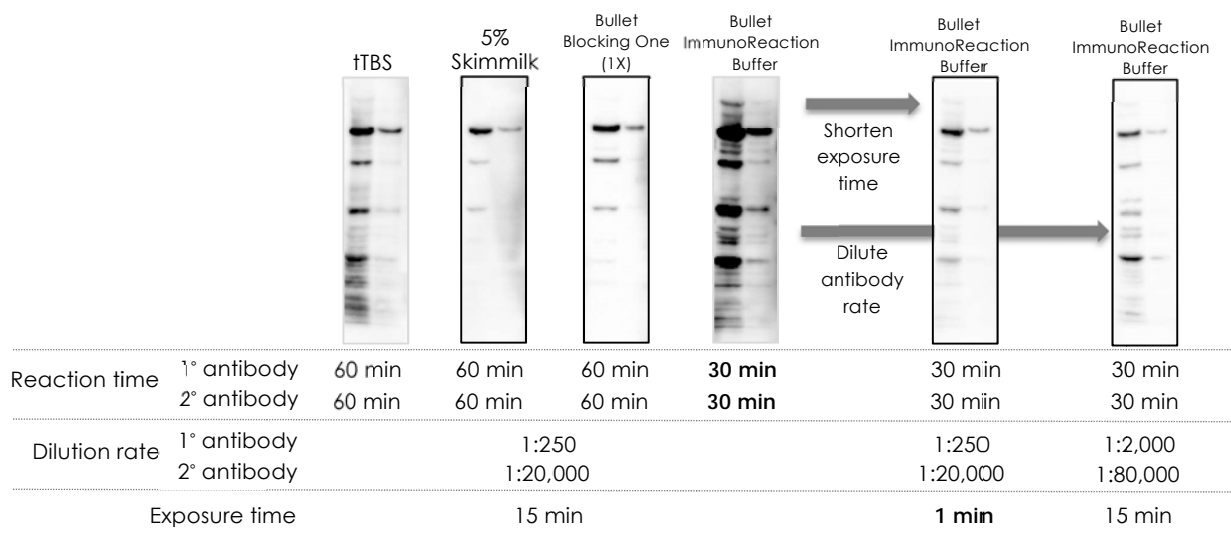 tTBS
5%
Skimmilk
Bullet
Blocking One
(1X)
Bullet
ImmunoReaction
Buffer
Bullet
ImmunoReaction
Buffer
Bullet
ImmunoReaction
Buffer
Shorten
exposure
time
Dilute
antibody
rate
Reaction time
1° antibody 60 min 60 min 60 min 30 min 30 min 30 min
2° antibody 60 min 60 min 60 min 30 min 30 min 30 min
Dilution rate
1° antibody 1:250 1:250 1:2,000
2° antibody 1:20,000 1:20,000 1:80,000
Exposure time 15 min 1 min 15 min